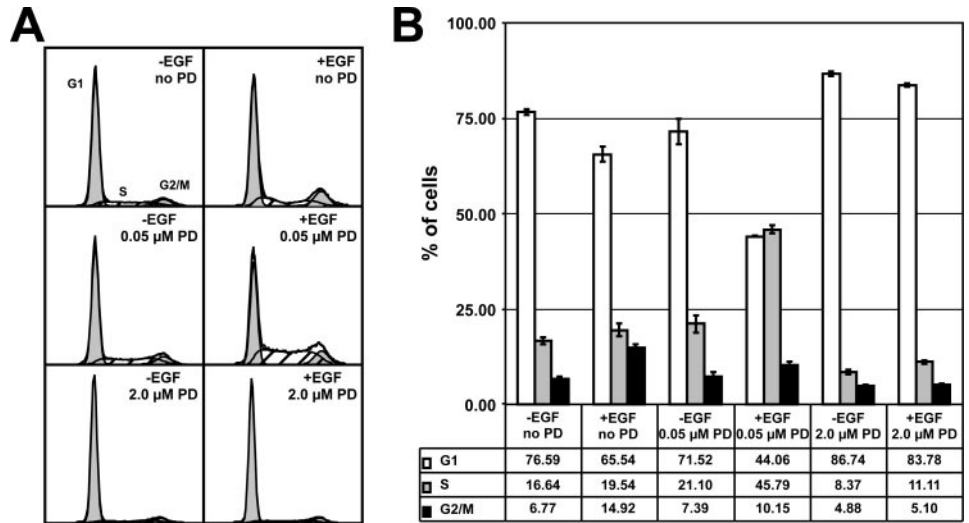 A
-EGF
no PD
+EGF
no PD
G1
S
G2/M
-EGF
0.05 µM PD
+EGF
0.05 µM PD
-EGF
2.0 µM PD
+EGF
2.0 µM PD
B
% of cells
100.00
75.00
50.00
25.00
0.00
-EGF +EGF -EGF +EGF -EGF +EGF
no PD no PD 0.05 µM PD 0.05 µM PD 2.0 µM PD 2.0 µM PD
G1 76.59 65.54 71.52 44.06 86.74 83.78
S 16.64 19.54 21.10 45.79 8.37 11.11
G2/M 6.77 14.92 7.39 10.15 4.88 5.10